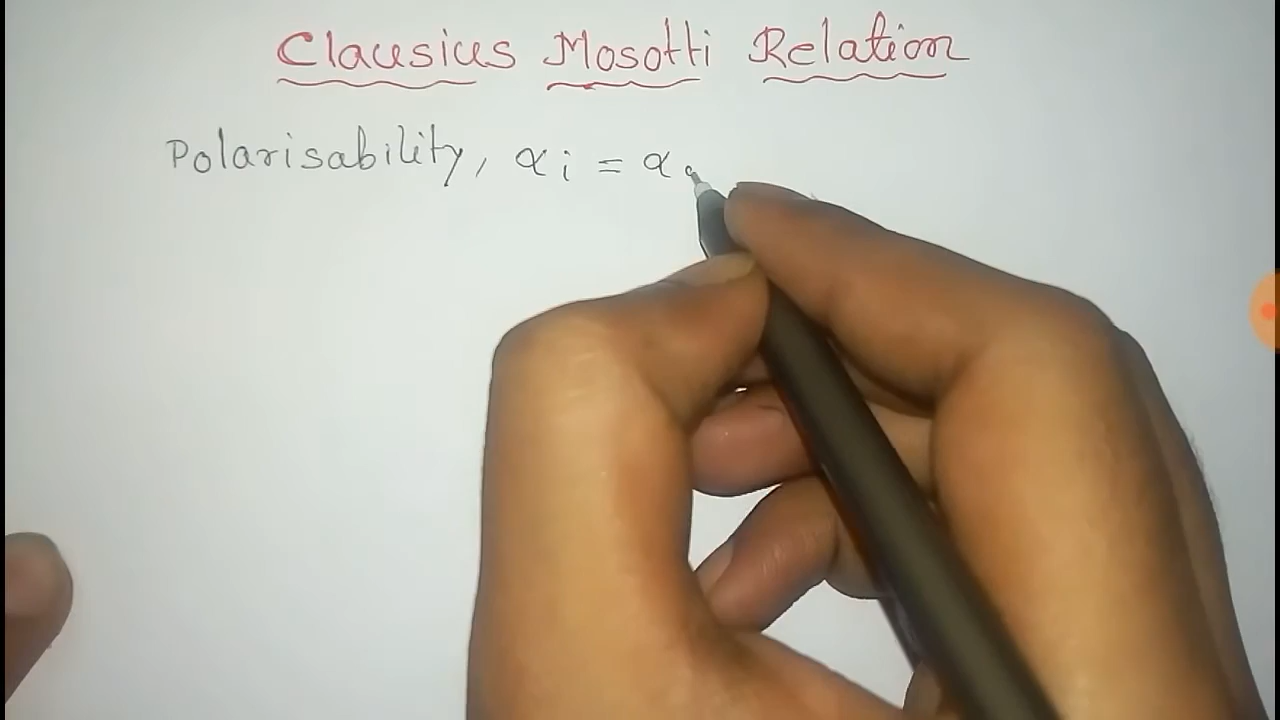 Clausius Mosotti Relation
Polarisability, αi = α